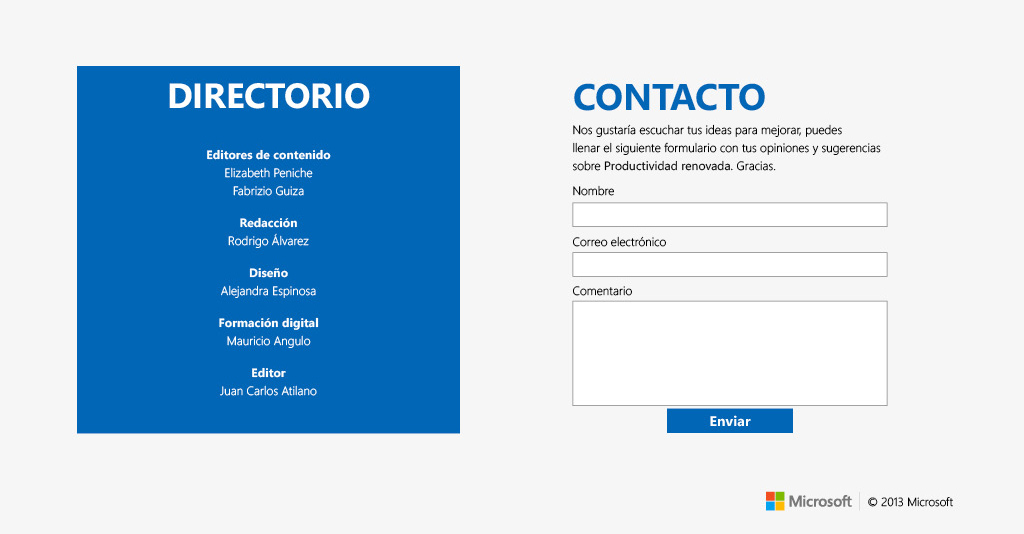 DIRECTORIO
Editores de contenido
Elizabeth Peniche
Fabrizio Guiza
Redacción
Rodrigo Álvarez
Diseño
Alejandra Espinosa
Formación digital
Mauricio Angulo
Editor
Juan Carlos Atilano
CONTACTO
Nos gustaría escuchar tus ideas para mejorar, puedes
llenar el siguiente formulario con tus opiniones y sugerencias
sobre Productividad renovada. Gracias.
Nombre
Correo electrónico
Comentario
Enviar
Microsoft
© 2013 Microsoft